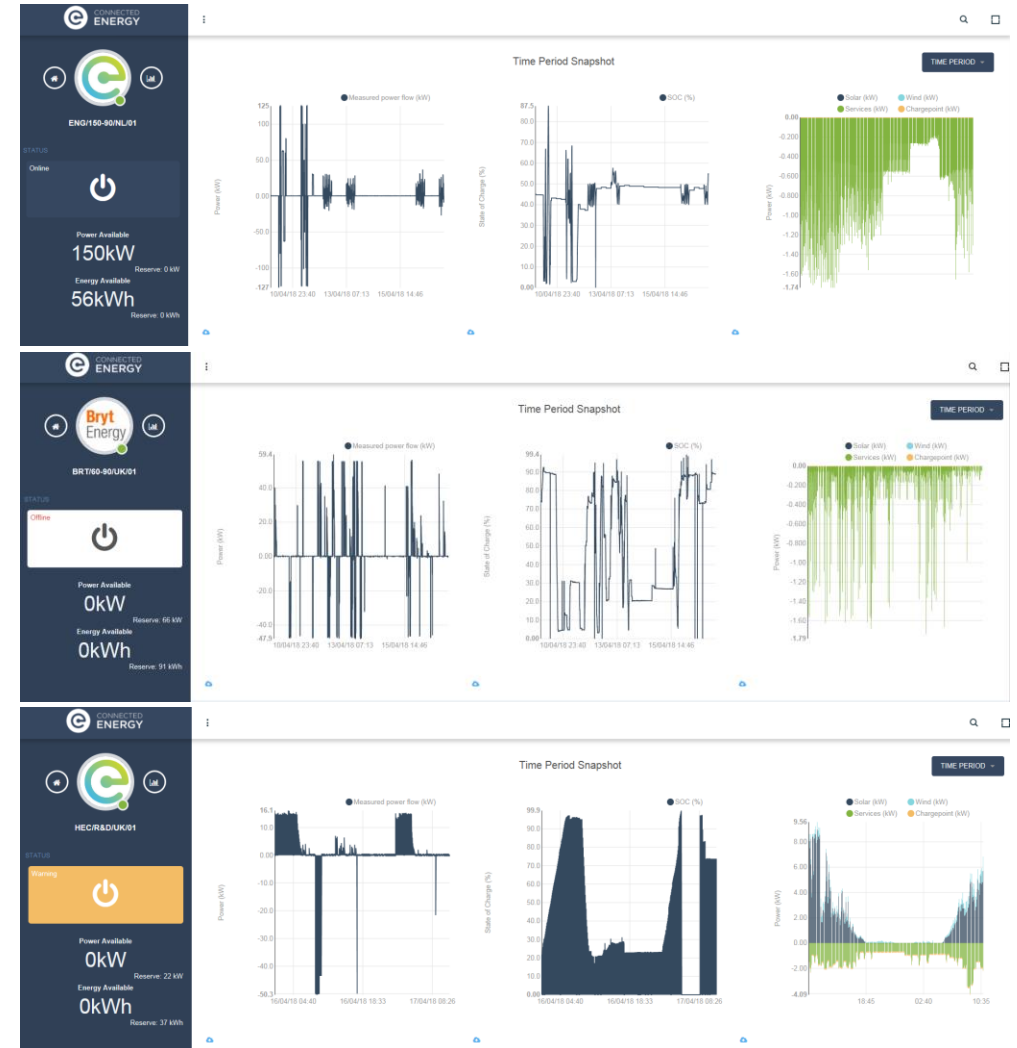 CONNECTED
ENERGY
ENG/150-90/NL/01
STATUS
Online
Power Available
150kW
Reserve: 0 kW
Energy Available
56kWh
Reserve: 0 kWh
Time Period Snapshot
TIME PERIOD
Measured power flow (kW)
125
100
50.0
0.00
-50.0
-100
-127
Power (kW)
10/04/18 23:40 13/04/18 07:13 15/04/18 14:46
SOC (%)
87.5
80.0
70.0
60.0
50.0
40.0
30.0
20.0
10.0
0.00
State of Charge (%)
10/04/18 23:40 13/04/18 07:13 15/04/18 14:46
Solar (kW) Wind (kW)
Services (kW) Chargepoint (kW)
0.00
-0.200
-0.400
-0.600
-0.800
-1.00
-1.20
-1.40
-1.60
-1.74
Power (kW)
CONNECTED
ENERGY
Bryt
Energy
BRT/60-90/UK/01
STATUS
Offline
Power Available
0kW
Reserve: 66 kW
Energy Available
0kWh
Reserve: 91 kWh
Time Period Snapshot
TIME PERIOD
Measured power flow (kW)
59.4
40.0
20.0
0.00
-20.0
-40.0
-47.9
Power (kW)
10/04/18 23:40 13/04/18 07:13 15/04/18 14:46
SOC (%)
99.4
90.0
80.0
70.0
60.0
50.0
40.0
30.0
20.0
10.0
0.00
State of Charge (%)
10/04/18 23:40 13/04/18 07:13 15/04/18 14:46
Solar (kW) Wind (kW)
Services (kW) Chargepoint (kW)
0.00
-0.200
-0.400
-0.600
-0.800
-1.00
-1.20
-1.40
-1.60
-1.79
Power (kW)
CONNECTED
ENERGY
HEC/R&D/UK/01
STATUS
Warning
Power Available
0kW
Reserve: 22 kW
Energy Available
0kWh
Reserve: 37 kWh
Time Period Snapshot
TIME PERIOD
Measured power flow (kW)
16.1
10.0
0.00
-10.0
-20.0
-30.0
-40.0
-50.3
Power (kW)
16/04/18 04:40 16/04/18 18:33 17/04/18 08:26
SOC (%)
99.9
90.0
80.0
70.0
60.0
50.0
40.0
30.0
20.0
10.0
0.00
State of Charge (%)
16/04/18 04:40 16/04/18 18:33 17/04/18 08:26
Solar (kW) Wind (kW)
Services (kW) Chargepoint (kW)
9.56
8.00
6.00
4.00
2.00
0.00
-2.00
-4.09
Power (kW)
18:45 02:40 10:35